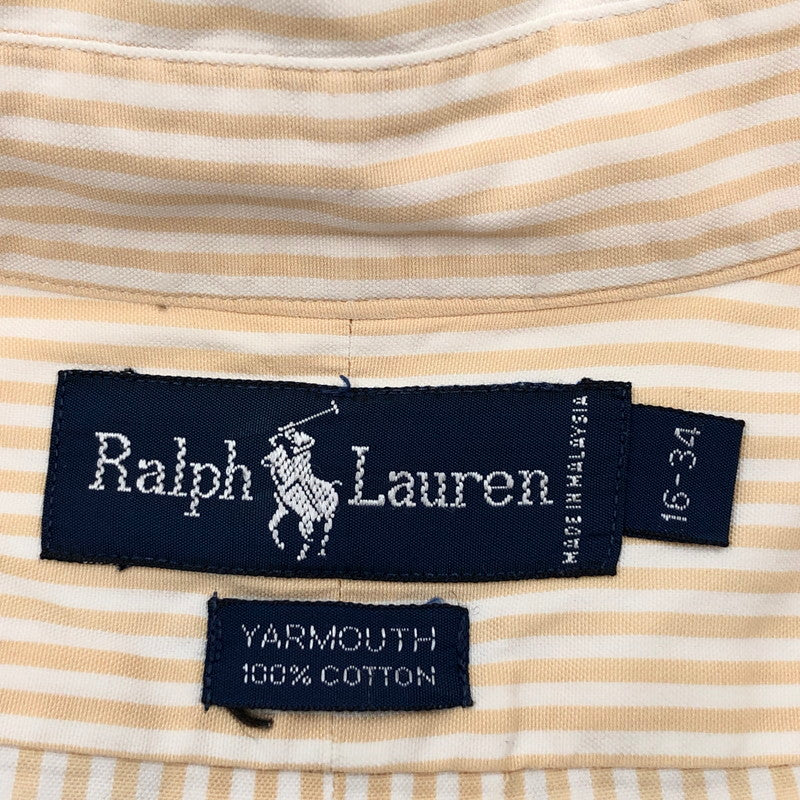 Ralph Lauren
MADE IN MALAYSIA
16-34
YARMOUTH
100% COTTON